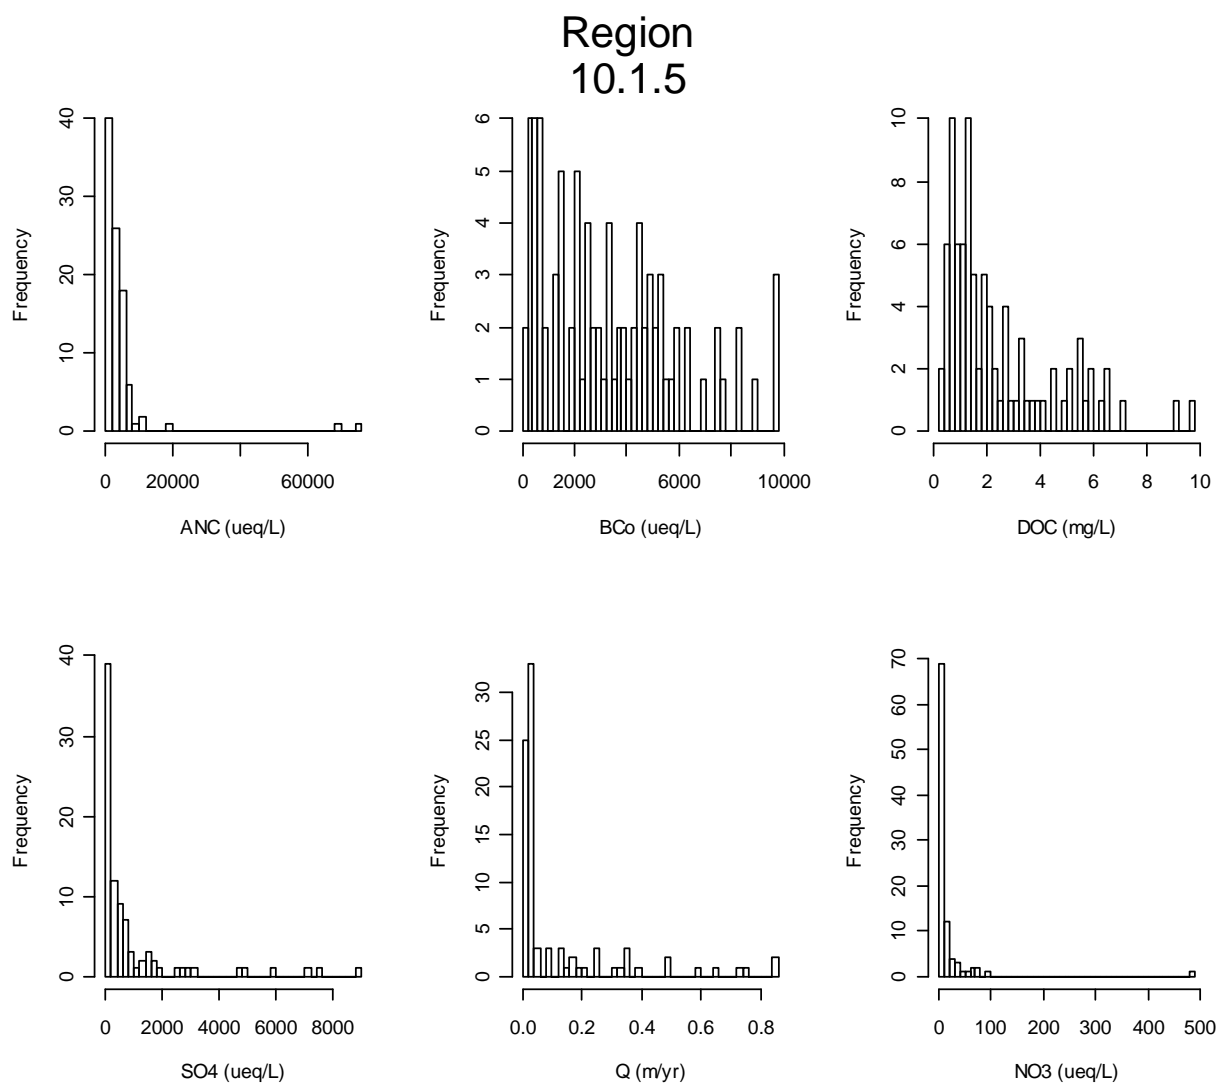 Region
10.1.5
Frequency
0 10 20 30 40
0 20000 60000
ANC (ueq/L)
Frequency
0 1 2 3 4 5 6
0 2000 6000 10000
BCo (ueq/L)
Frequency
0 2 4 6 8 10
0 2 4 6 8 10
DOC (mg/L)
Frequency
0 10 20 30 40
0 2000 4000 6000 8000
SO4 (ueq/L)
Frequency
0 5 10 15 20 25 30
0.0 0.2 0.4 0.6 0.8
Q (m/yr)
Frequency
0 10 20 30 40 50 60 70
0 100 200 300 400 500
NO3 (ueq/L)